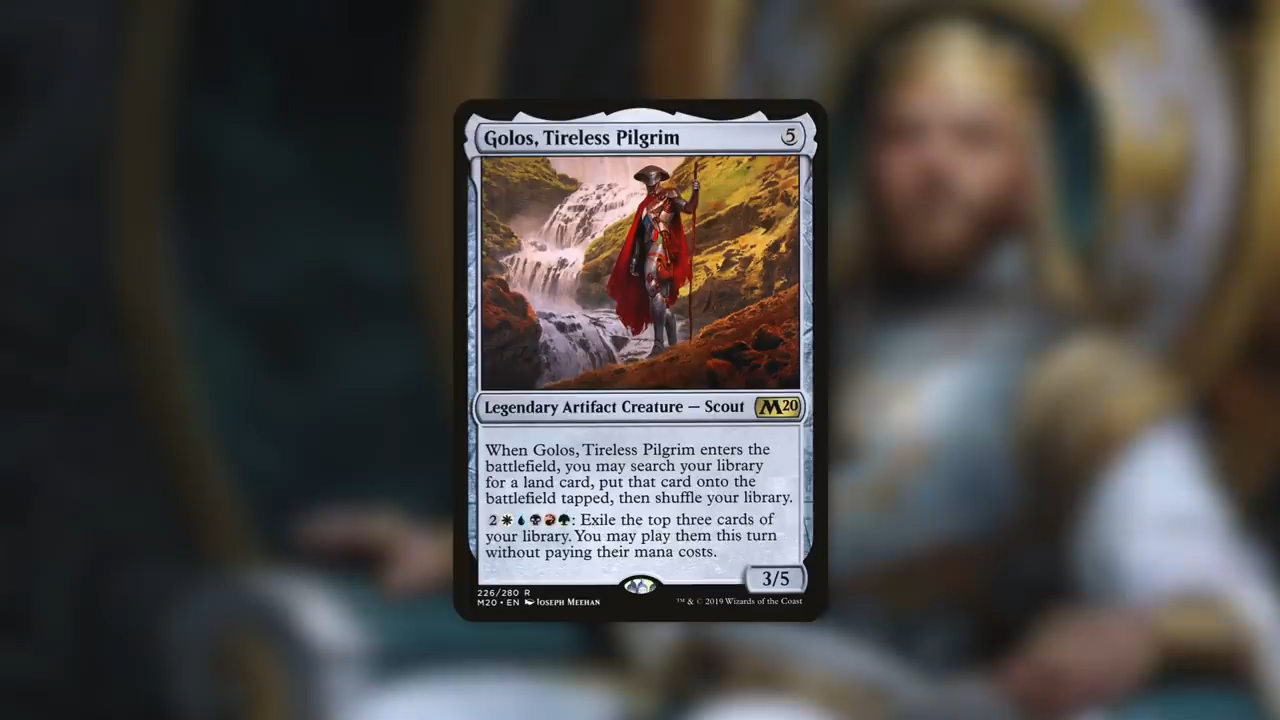 Golos, Tireless Pilgrim 5
Legendary Artifact Creature — Scout M20
When Golos, Tireless Pilgrim enters the
battlefield, you may search your library
for a land card, put that card onto the
battlefield tapped, then shuffle your library.
2: Exile the top three cards of
your library. You may play them this turn
without paying their mana costs.
3/5
226/280 R
M20 • EN Joseph Meehan
™ & © 2019 Wizards of the Coast